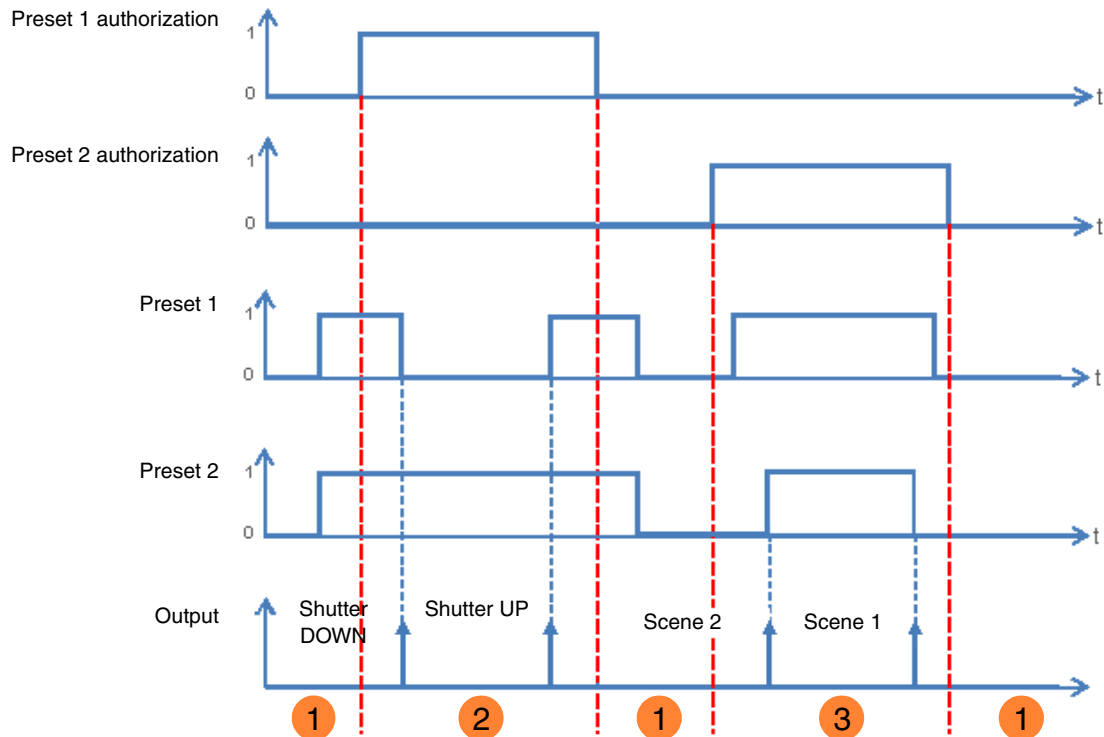 Preset 1 authorization
1
0
t
Preset 2 authorization
1
0
t
Preset 1
1
0
t
Preset 2
1
0
t
Output
Shutter
DOWN
Shutter UP
Scene 2
Scene 1
1
2
1
3
1